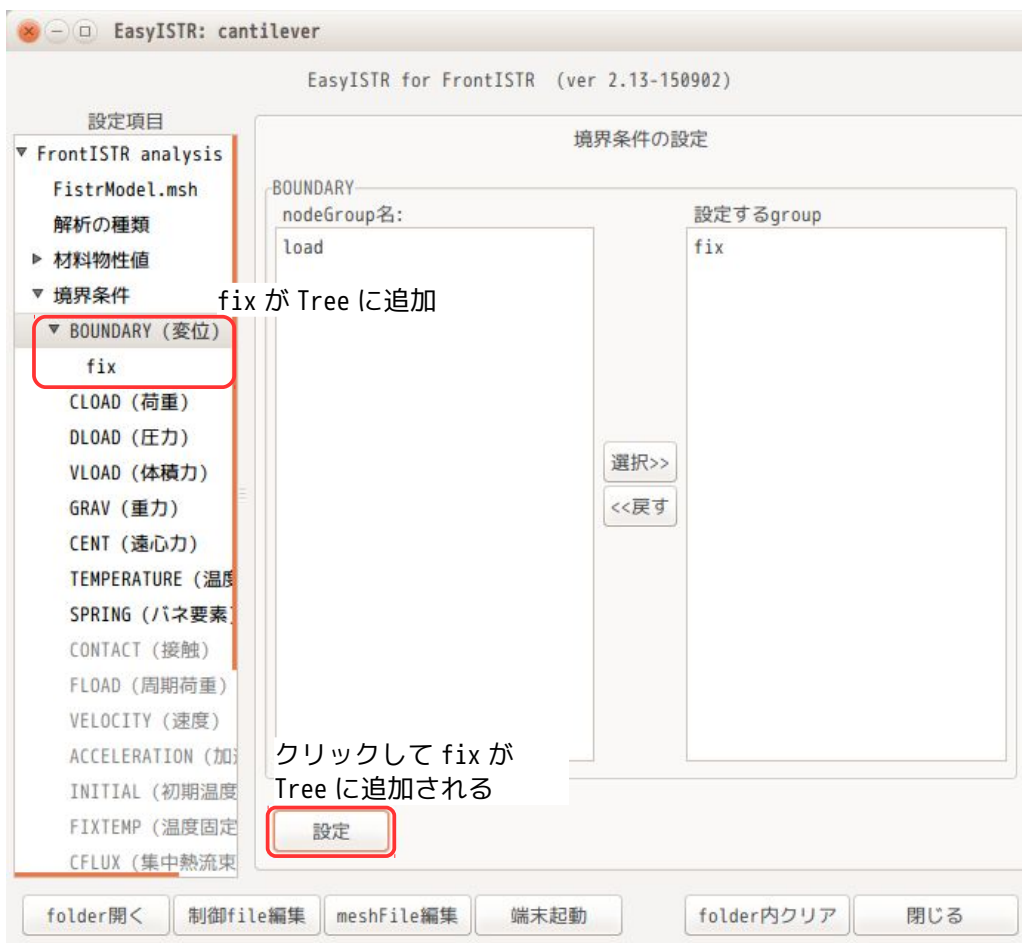 EasyISTR: cantilever
EasyISTR for FrontISTR (ver 2.13-150902)
設定項目
FrontISTR analysis
FistrModel.msh
解析の種類
材料物性値
境界条件
BOUNDARY (変位)
fix
CLOAD (荷重)
DLOAD (圧力)
VLOAD (体積力)
GRAV (重力)
CENT (遠心力)
TEMPERATURE (温度
SPRING (バネ要素)
CONTACT (接触)
FLOAD (周期荷重)
VELOCITY (速度)
ACCELERATION (加
INITIAL (初期温度
FIXTEMP (温度固定
CFLUX (集中熱流束
境界条件の設定
BOUNDARY
nodeGroup名:
load
fix が Tree に追加
選択>>
<<戻す
設定するgroup
fix
クリックして fix が
Tree に追加される
設定
folder開く 制御file編集 meshFile編集 端末起動 folder内クリア 閉じる